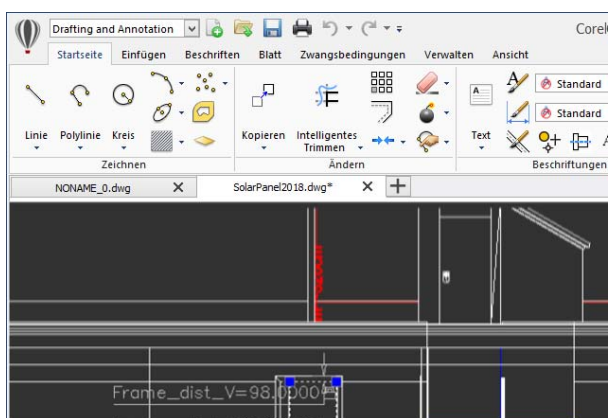 Drafting and Annotation
Corel
Startseite Einfügen Beschriften Blatt Zwangsbedingungen Verwalten Ansicht
Linie Polylinie Kreis Kopieren Intelligentes Trimmen Text Standard
Standard
Zeichnen Ändern Beschriftungen
NONAME_0.dwg SolarPanel2018.dwg*
Frame_dist_V=98.0000